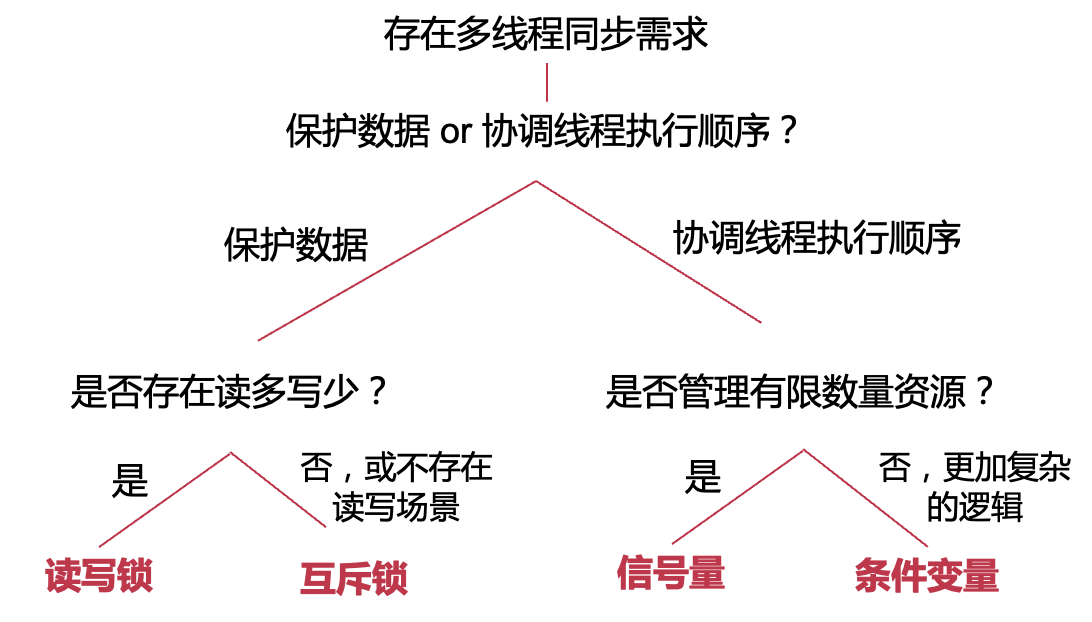 存在多线程同步需求
保护数据 or 协调线程执行顺序？
保护数据
协调线程执行顺序
是否存在读多写少？
是否管理有限数量资源？
是
否，或不存在
读写场景
是
否，更加复杂
的逻辑
读写锁
互斥锁
信号量
条件变量